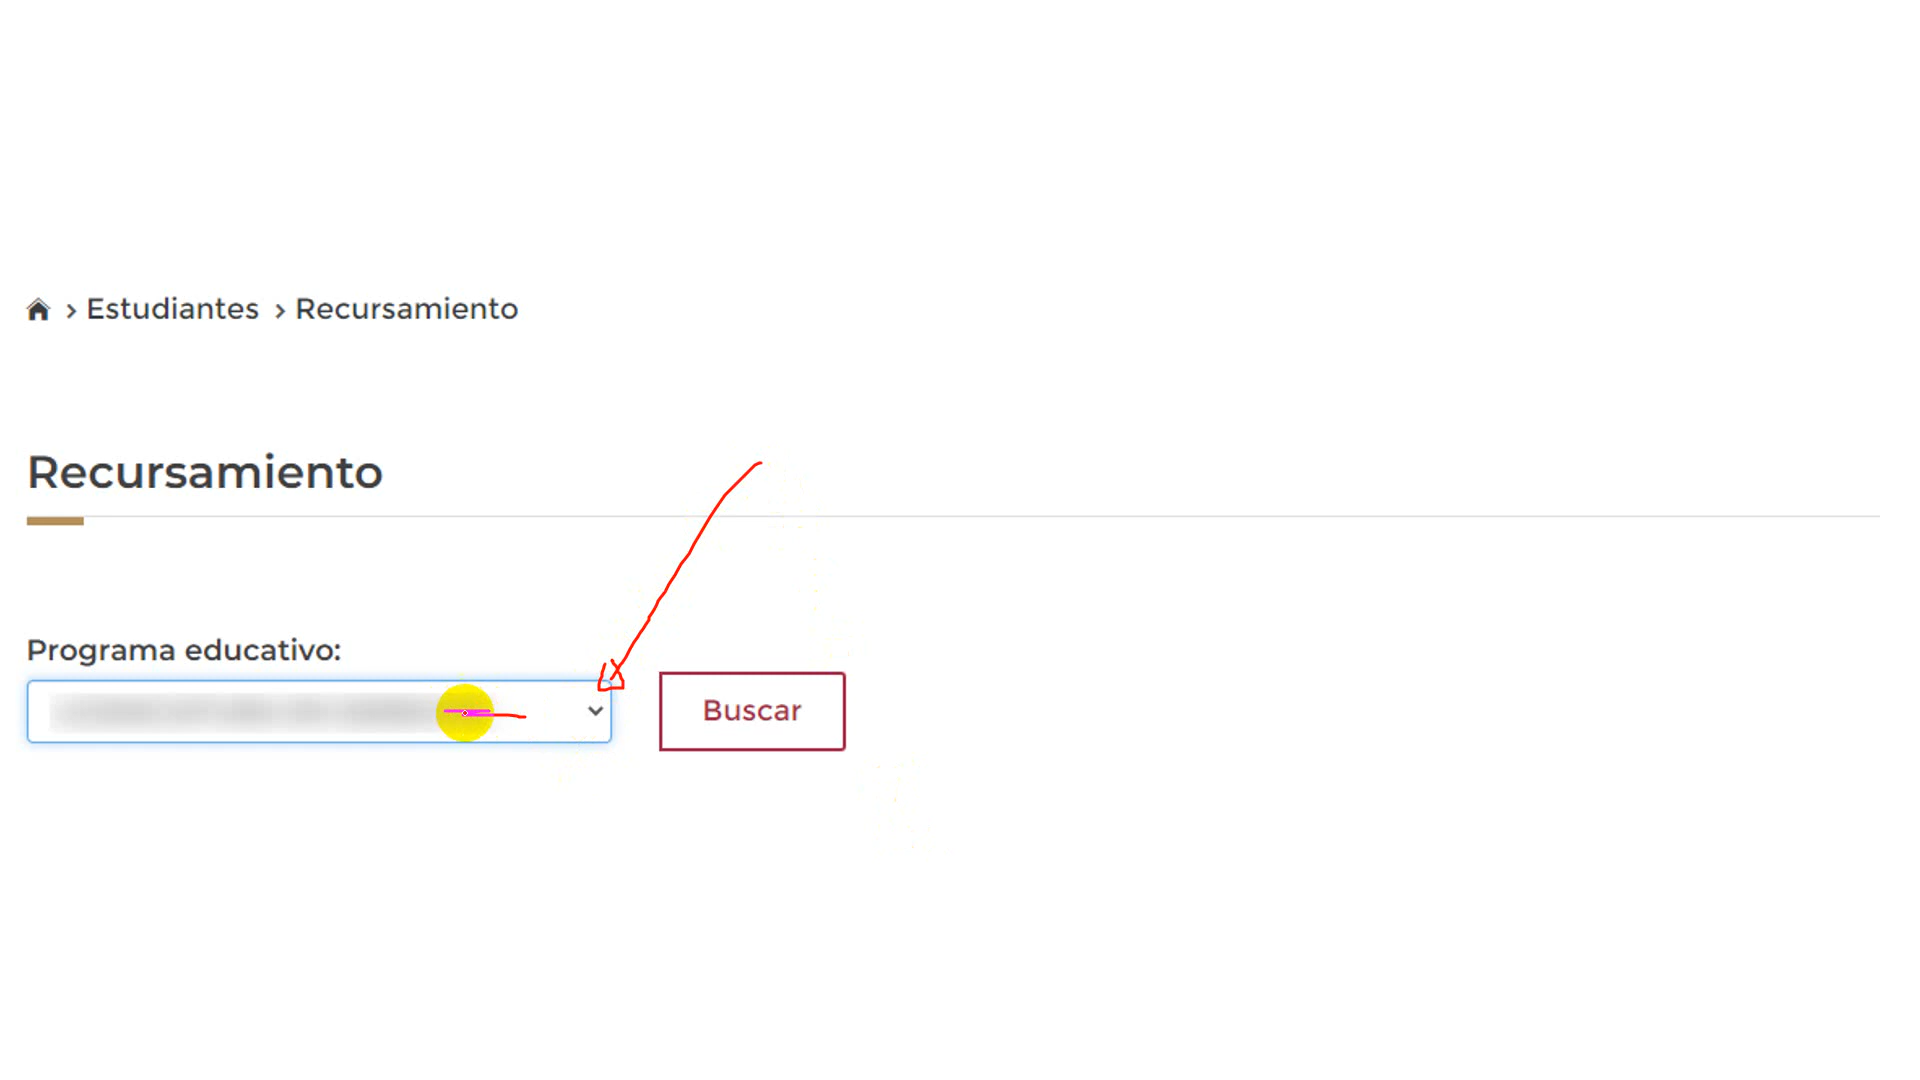 Estudiantes > Recursamiento
Recursamiento
Programa educativo:
Buscar